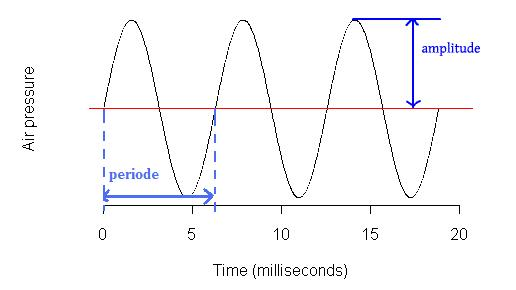 amplitude
Air pressure
periode
0 5 10 15 20
Time (milliseconds)